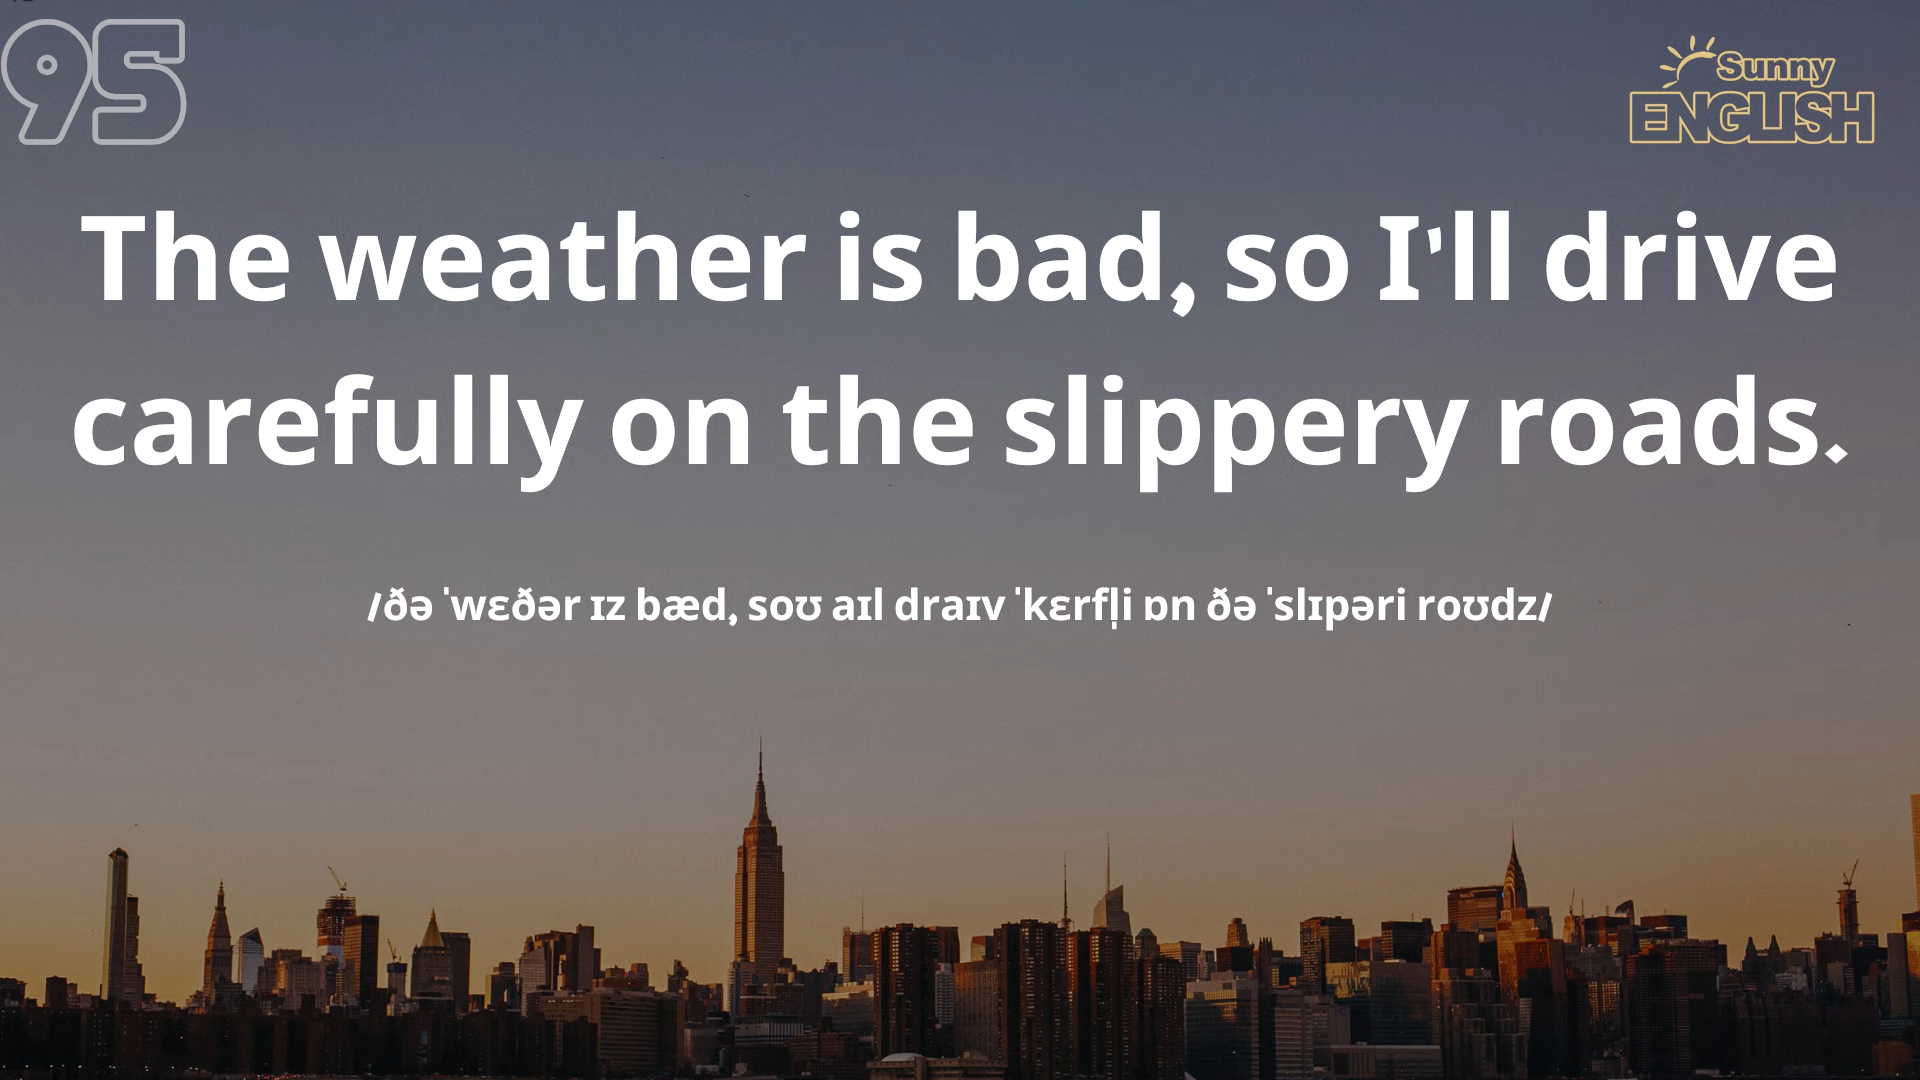 95
Sunny
ENGLISH
The weather is bad, so I'll drive
carefully on the slippery roads.
/ðə ˈwɛðər ɪz bæd, soʊ aɪl draɪv ˈkɛrfl̩i ɒn ðə ˈslɪpəri roʊdz/